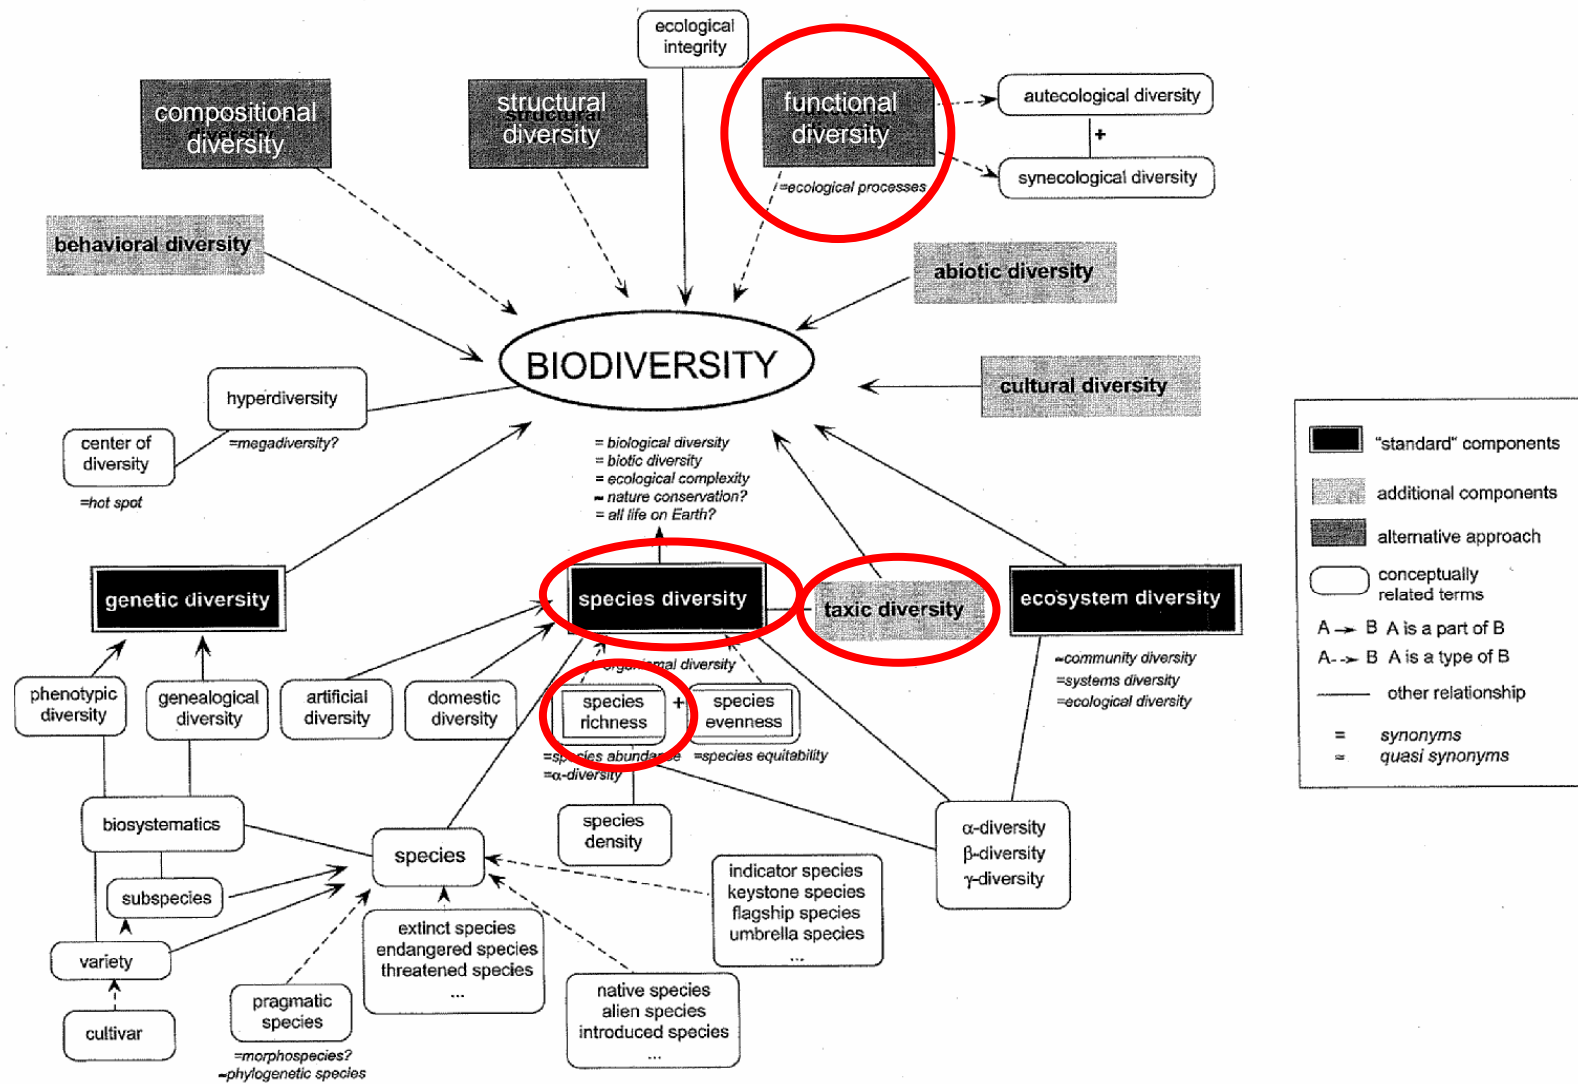 ecological
integrity
compositional
diversity
structural
diversity
functional
diversity
=ecological processes
autecological diversity
+
synecological diversity
behavioral diversity
abiotic diversity
BIODIVERSITY
cultural diversity
hyperdiversity
=megadiversity?
center of
diversity
=hot spot
= biological diversity
= biotic diversity
= ecological complexity
≈ nature conservation?
= all life on Earth?
"standard" components
additional components
alternative approach
conceptually
related terms
A → B A is a part of B
A --> B A is a type of B
other relationship
= synonyms
≈ quasi synonyms
genetic diversity
species diversity
taxic diversity
ecosystem diversity
organismal diversity
≈community diversity
=systems diversity
=ecological diversity
phenotypic
diversity
genealogical
diversity
artificial
diversity
domestic
diversity
species
richness
+
species
evenness
=species abundance
=α-diversity
=species equitability
biosystematics
species
species
density
α-diversity
β-diversity
γ-diversity
subspecies
variety
cultivar
indicator species
keystone species
flagship species
umbrella species
...
extinct species
endangered species
threatened species
...
native species
alien species
introduced species
...
pragmatic
species
=morphospecies?
≈phylogenetic species